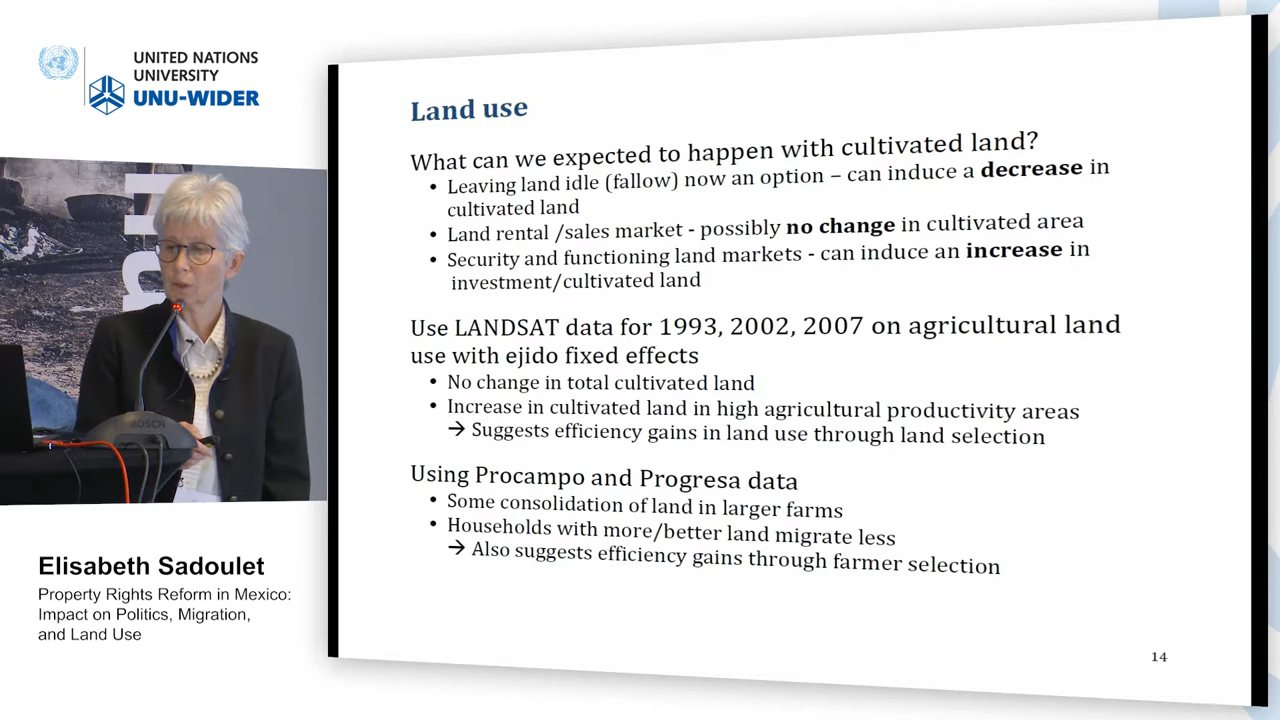 UNITED NATIONS
UNIVERSITY
UNU-WIDER
BOSCH
Elisabeth Sadoulet
Property Rights Reform in Mexico:
Impact on Politics, Migration,
and Land Use
Land use
What can we expected to happen with cultivated land?
• Leaving land idle (fallow) now an option – can induce a decrease in
cultivated land
• Land rental /sales market - possibly no change in cultivated area
• Security and functioning land markets - can induce an increase in
investment/cultivated land
Use LANDSAT data for 1993, 2002, 2007 on agricultural land
use with ejido fixed effects
• No change in total cultivated land
• Increase in cultivated land in high agricultural productivity areas
→ Suggests efficiency gains in land use through land selection
Using Procampo and Progresa data
• Some consolidation of land in larger farms
• Households with more/better land migrate less
→ Also suggests efficiency gains through farmer selection
14